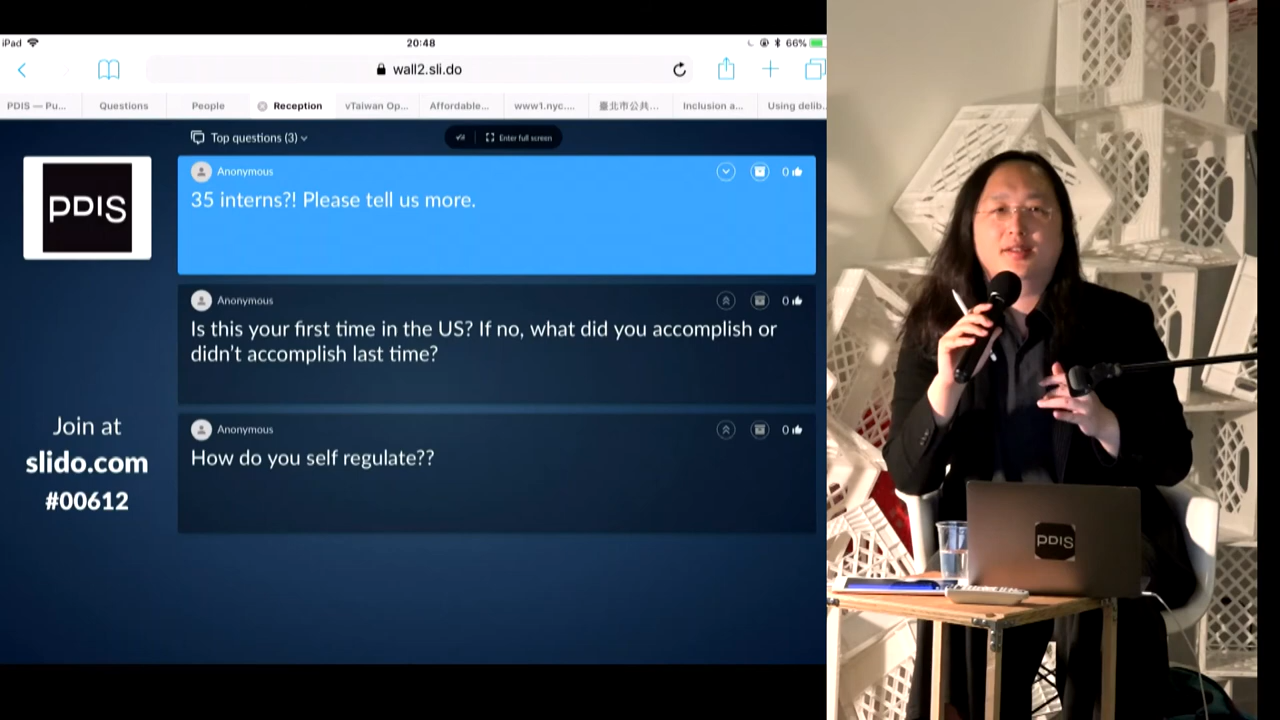 iPad
20:48
66%
wall2.sli.do
PDIS — Pu...
Questions
People
Reception
vTaiwan Op...
Affordable...
www1.nyc....
臺北市公共...
Inclusion a...
Using delib..
Top questions (3)
Enter full screen
PDIS
Anonymous
0
35 interns?! Please tell us more.
Anonymous
0
Is this your first time in the US? If no, what did you accomplish or
didn't accomplish last time?
Anonymous
0
How do you self regulate??
Join at
slido.com
#00612
PDIS